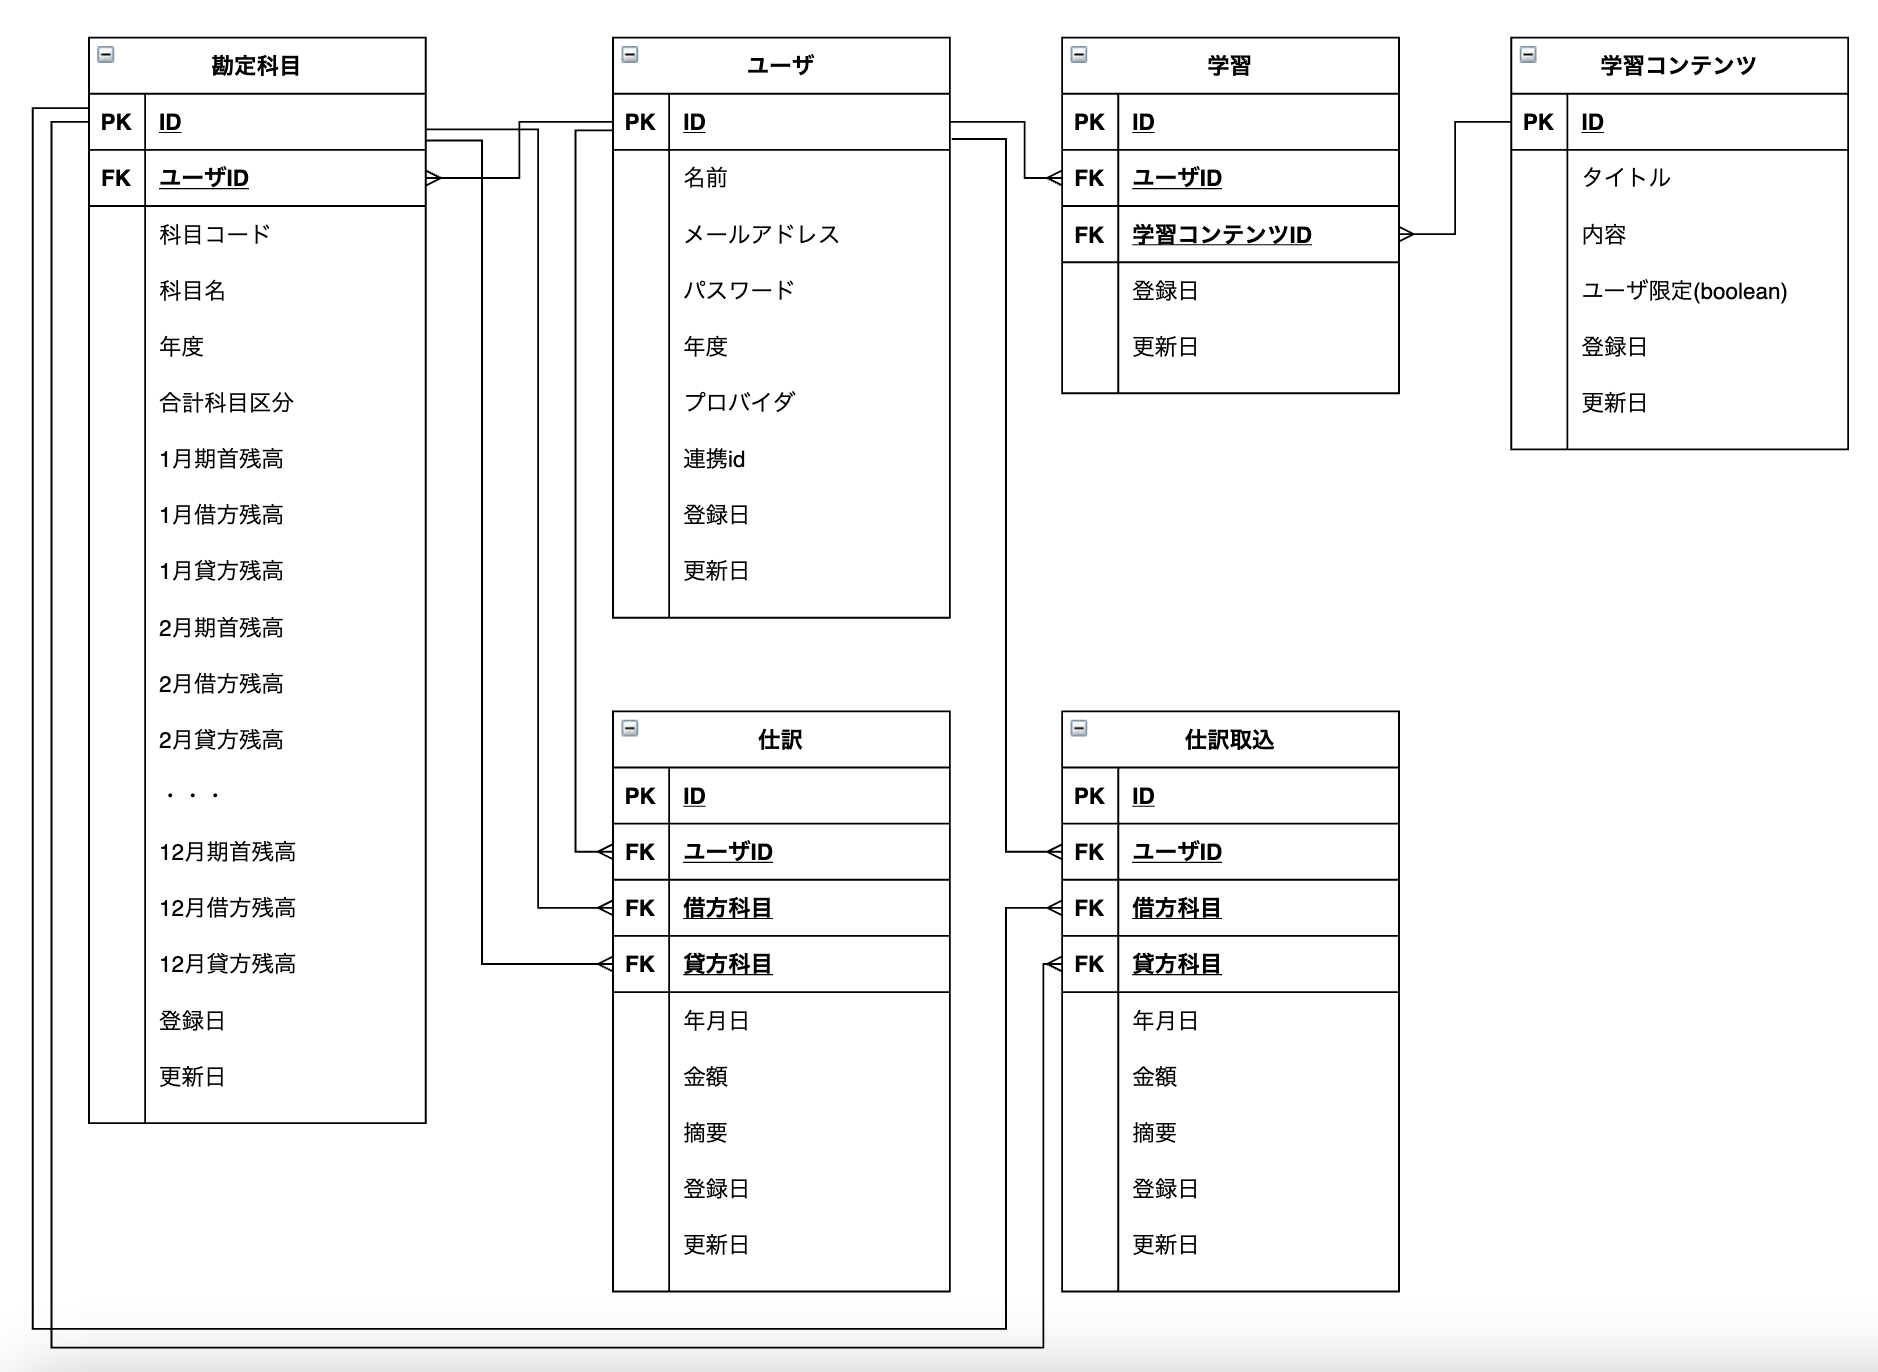 勘定科目
PK ID
FK ユーザID
科目コード
科目名
年度
合計科目区分
1月期首残高
1月借方残高
1月貸方残高
2月期首残高
2月借方残高
2月貸方残高
・・・
12月期首残高
12月借方残高
12月貸方残高
登録日
更新日
ユーザ
PK ID
名前
メールアドレス
パスワード
年度
プロバイダ
連携id
登録日
更新日
学習
PK ID
FK ユーザID
FK 学習コンテンツID
登録日
更新日
学習コンテンツ
PK ID
タイトル
内容
ユーザ限定(boolean)
登録日
更新日
仕訳
PK ID
FK ユーザID
FK 借方科目
FK 貸方科目
年月日
金額
摘要
登録日
更新日
仕訳取込
PK ID
FK ユーザID
FK 借方科目
FK 貸方科目
年月日
金額
摘要
登録日
更新日